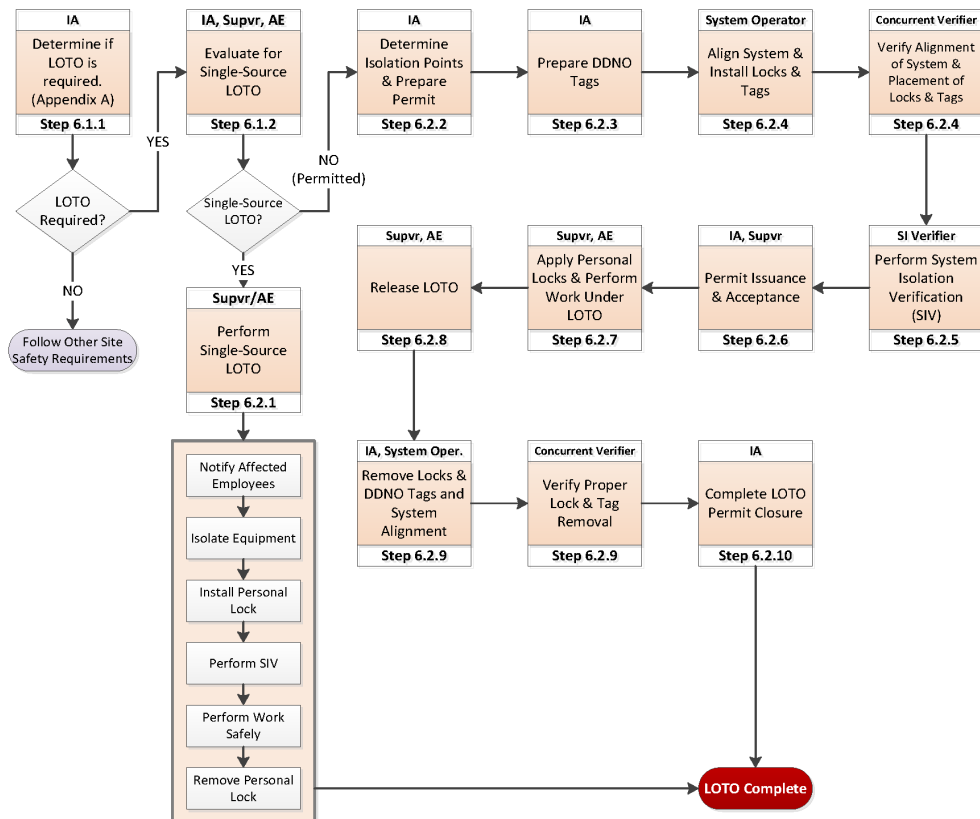 IA
Determine if
LOTO is
required.
(Appendix A)
Step 6.1.1
IA, Supvr, AE
Evaluate for
Single-Source
LOTO
Step 6.1.2
IA
Determine
Isolation Points
& Prepare
Permit
Step 6.2.2
IA
Prepare DDNO
Tags
Step 6.2.3
System Operator
Align System &
Install Locks &
Tags
Step 6.2.4
Concurrent Verifier
Verify Alignment
of System &
Placement of
Locks & Tags
Step 6.2.4
YES
NO
(Permitted)
LOTO
Required?
Single-Source
LOTO?
NO
YES
Follow Other Site
Safety Requirements
Supvr, AE
Release LOTO
Step 6.2.8
Supvr, AE
Apply Personal
Locks & Perform
Work Under
LOTO
Step 6.2.7
IA, Supvr
Permit Issuance
& Acceptance
Step 6.2.6
SI Verifier
Perform System
Isolation
Verification
(SIV)
Step 6.2.5
Supvr/AE
Perform
Single-Source
LOTO
Step 6.2.1
IA, System Oper.
Remove Locks &
DDNO Tags and
System
Alignment
Step 6.2.9
Concurrent Verifier
Verify Proper
Lock & Tag
Removal
Step 6.2.9
IA
Complete LOTO
Permit Closure
Step 6.2.10
Notify Affected
Employees
Isolate Equipment
Install Personal
Lock
Perform SIV
Perform Work
Safely
Remove Personal
Lock
LOTO Complete